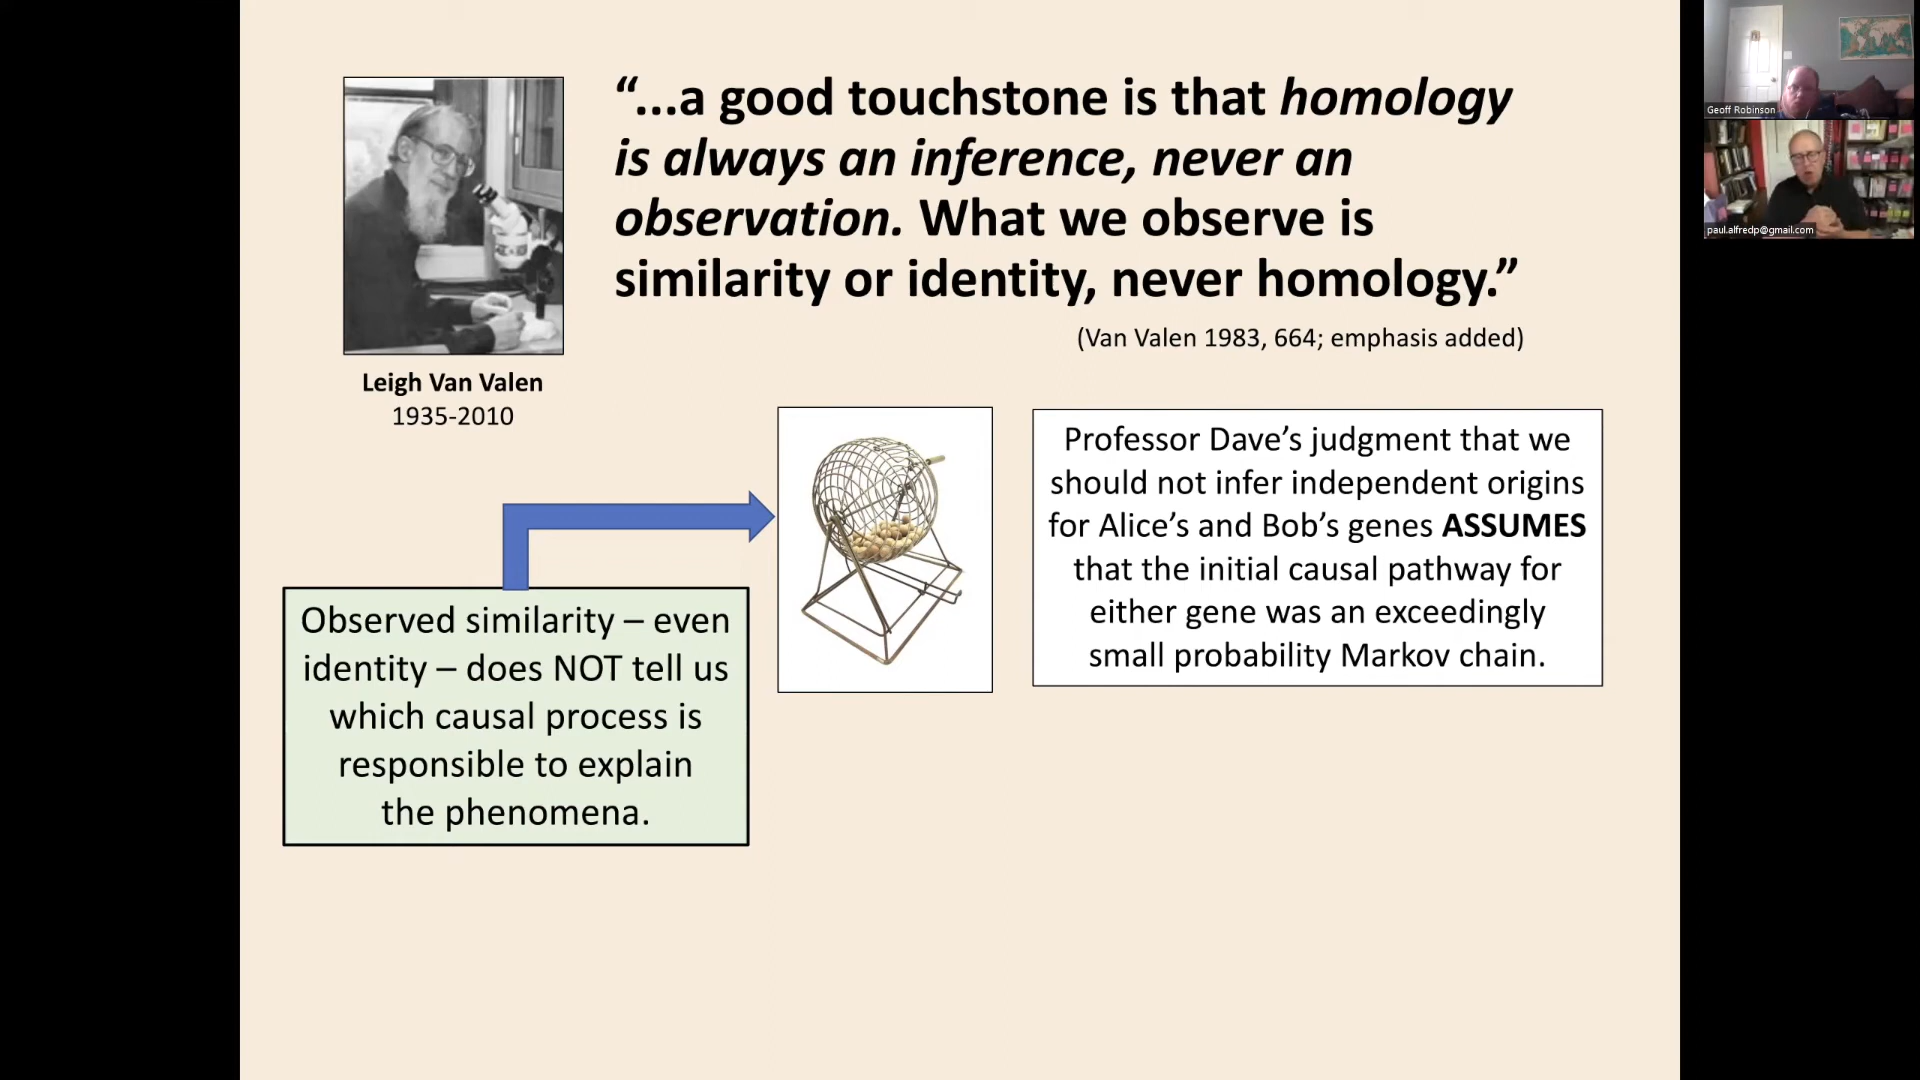 “...a good touchstone is that homology
is always an inference, never an
observation. What we observe is
similarity or identity, never homology.”
(Van Valen 1983, 664; emphasis added)
Leigh Van Valen
1935-2010
Observed similarity – even
identity – does NOT tell us
which causal process is
responsible to explain
the phenomena.
Professor Dave’s judgment that we
should not infer independent origins
for Alice’s and Bob’s genes ASSUMES
that the initial causal pathway for
either gene was an exceedingly
small probability Markov chain.
Geoff Robinson
paul.alfredp@gmail.com